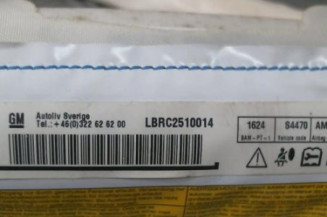 GM
Autoliv Sverige
Tel.: +46(0)322 62 62 00
LBRC2510014
1624
84470
AM